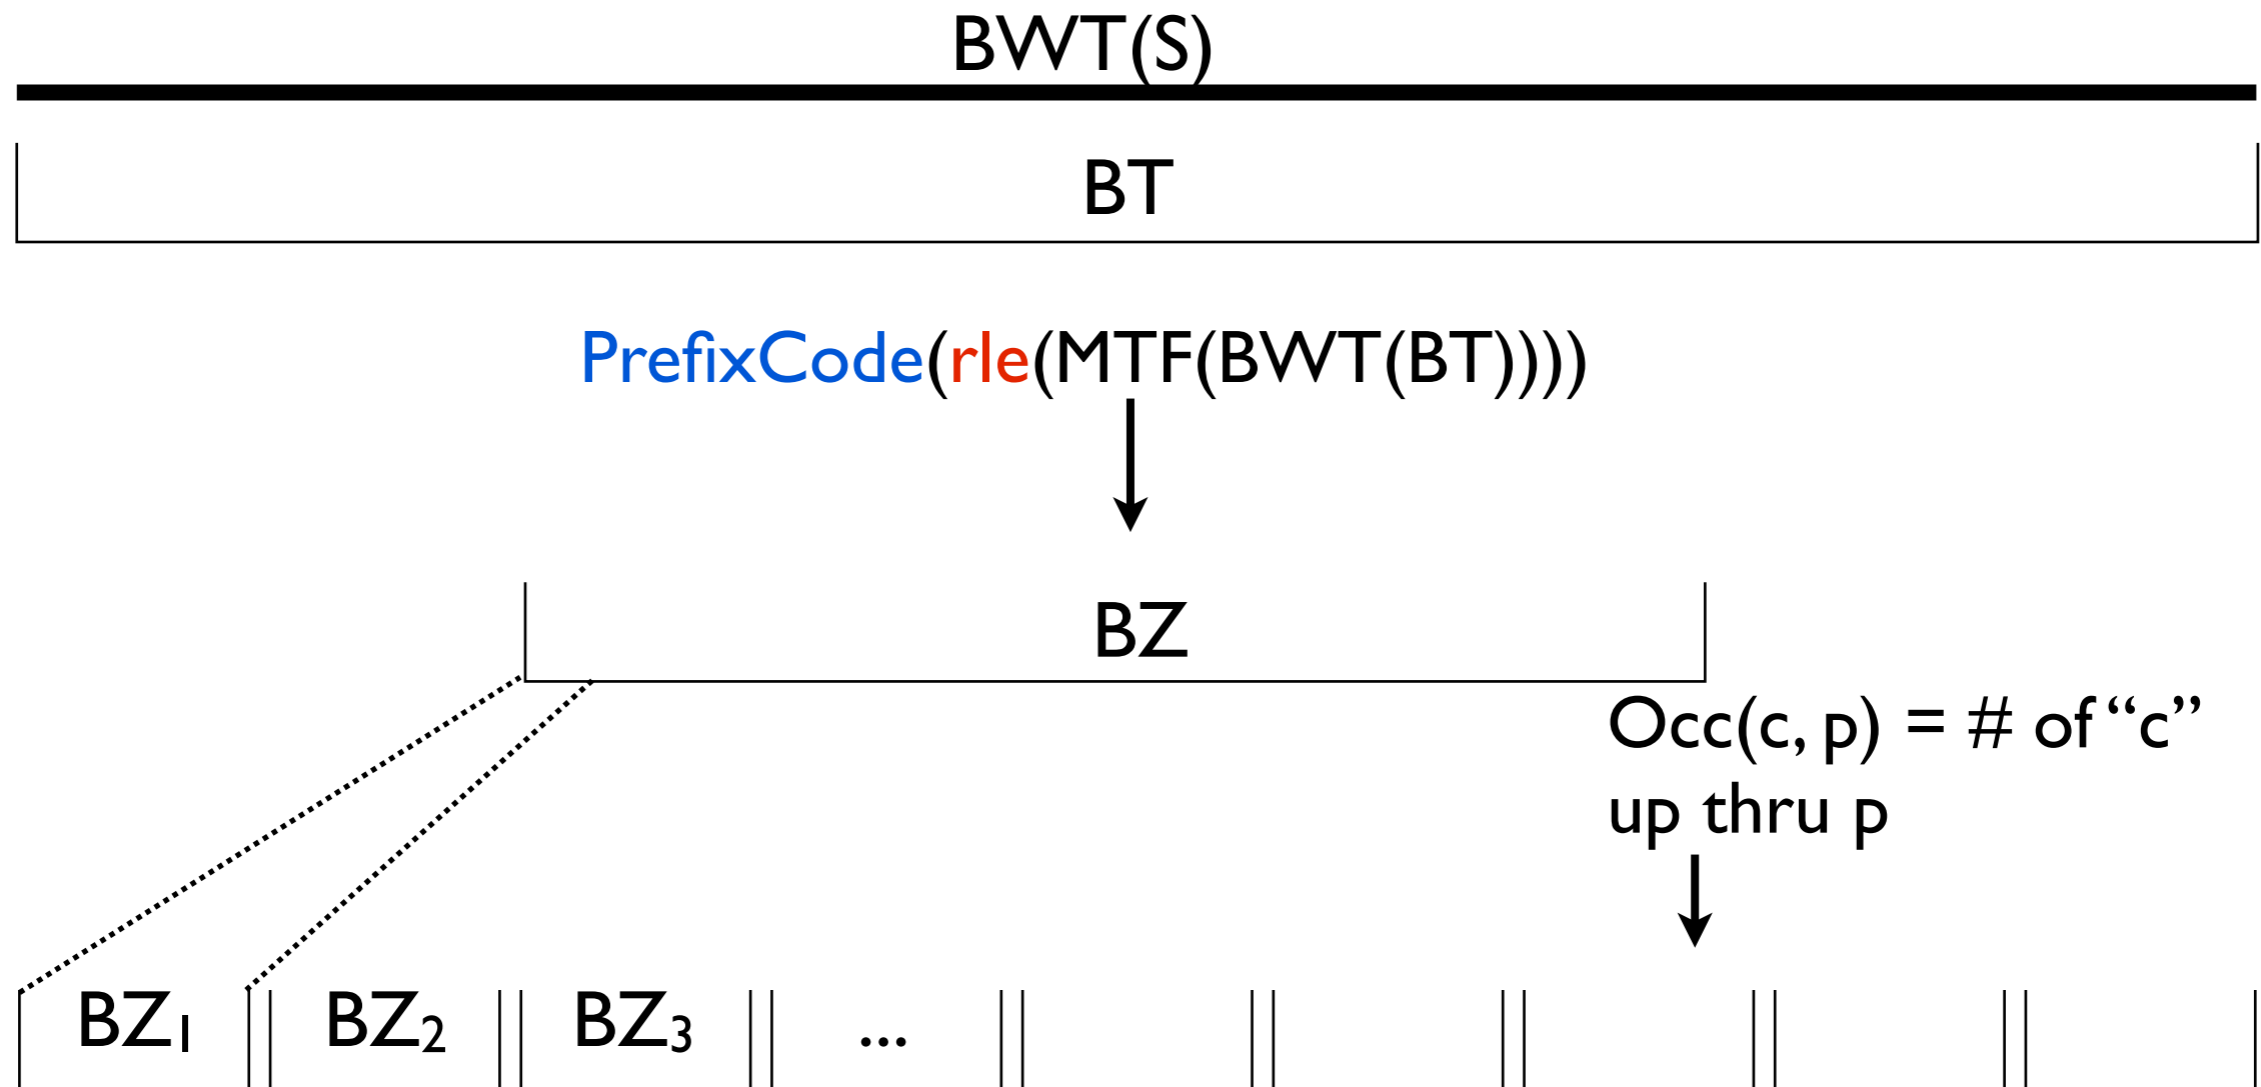 BWT(S)
BT
PrefixCode(rle(MTF(BWT(BT))))
BZ
Occ(c, p) = # of “c”
up thru p
BZ₁ BZ₂ BZ₃ ...